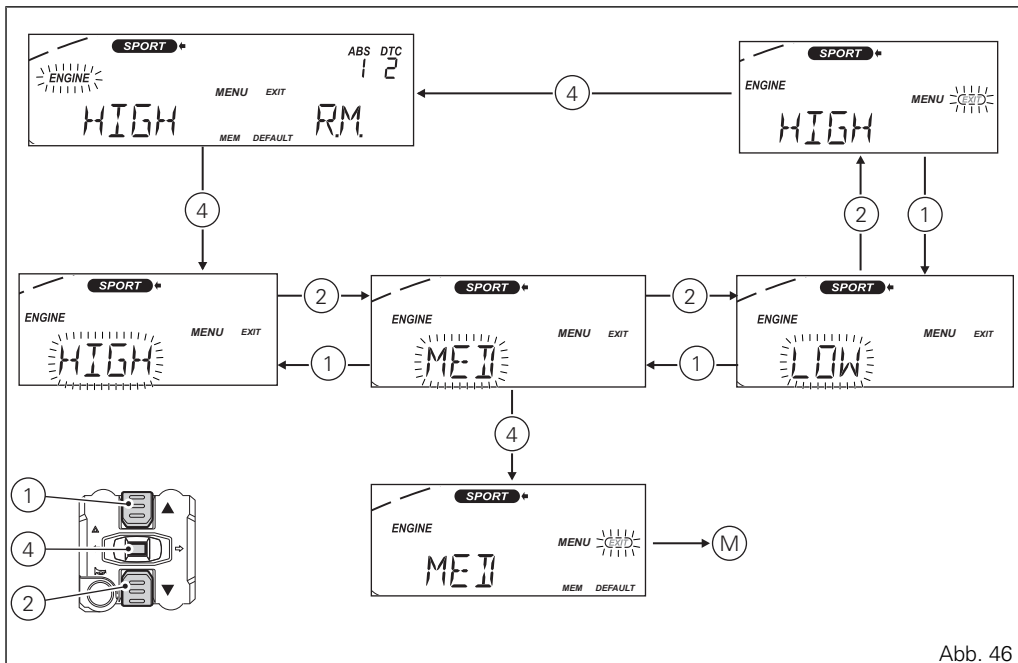 SPORT
ABS DTC
1 2
ENGINE
MENU EXIT
HIGH R.M.
MEM DEFAULT
4
SPORT
ENGINE
MENU EXIT
HIGH
4
2
1
SPORT
ENGINE
MENU EXIT
HIGH
2
1
SPORT
ENGINE
MENU EXIT
MED
2
1
SPORT
ENGINE
MENU EXIT
LOW
4
SPORT
ENGINE
MENU EXIT
MED
MEM DEFAULT
M
1
4
2
Abb. 46